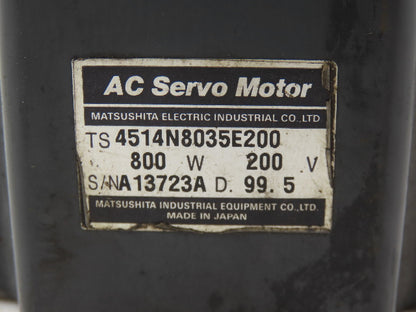 AC Servo Motor
MATSUSHITA ELECTRIC INDUSTRIAL CO.,LTD
TS 4514N8035E200
800 W 200 V
S/N A13723A D. 99.5
MATSUSHITA INDUSTRIAL EQUIPMENT CO.,LTD.
MADE IN JAPAN